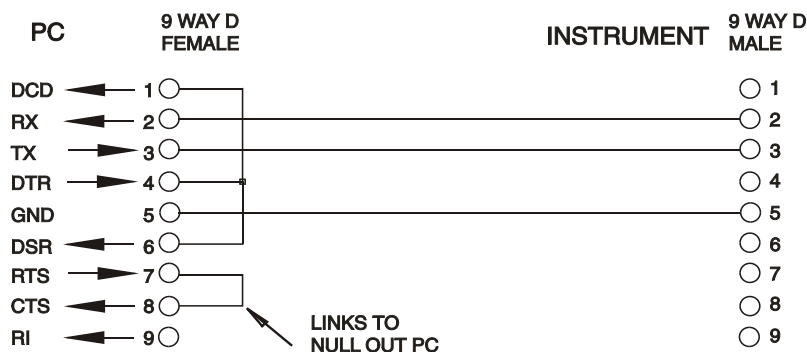 PC
9 WAY D
FEMALE
INSTRUMENT
9 WAY D
MALE
DCD 1 1
RX 2 2
TX 3 3
DTR 4 4
GND 5 5
DSR 6 6
RTS 7 7
CTS 8 8
RI 9 9
LINKS TO
NULL OUT PC